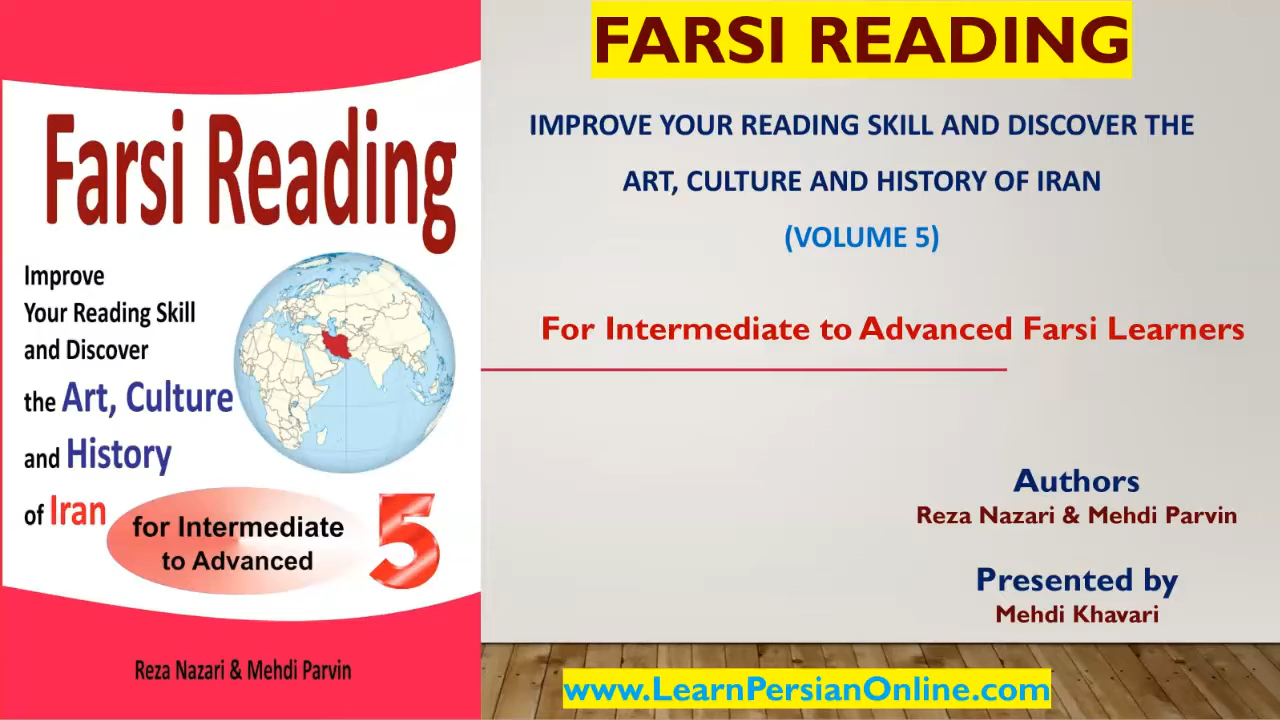 Farsi Reading
Improve
Your Reading Skill
and Discover
the Art, Culture
and History
of Iran
for Intermediate
to Advanced
5
Reza Nazari & Mehdi Parvin
FARSI READING
IMPROVE YOUR READING SKILL AND DISCOVER THE
ART, CULTURE AND HISTORY OF IRAN
(VOLUME 5)
For Intermediate to Advanced Farsi Learners
Authors
Reza Nazari & Mehdi Parvin
Presented by
Mehdi Khavari
www.LearnPersianOnline.com